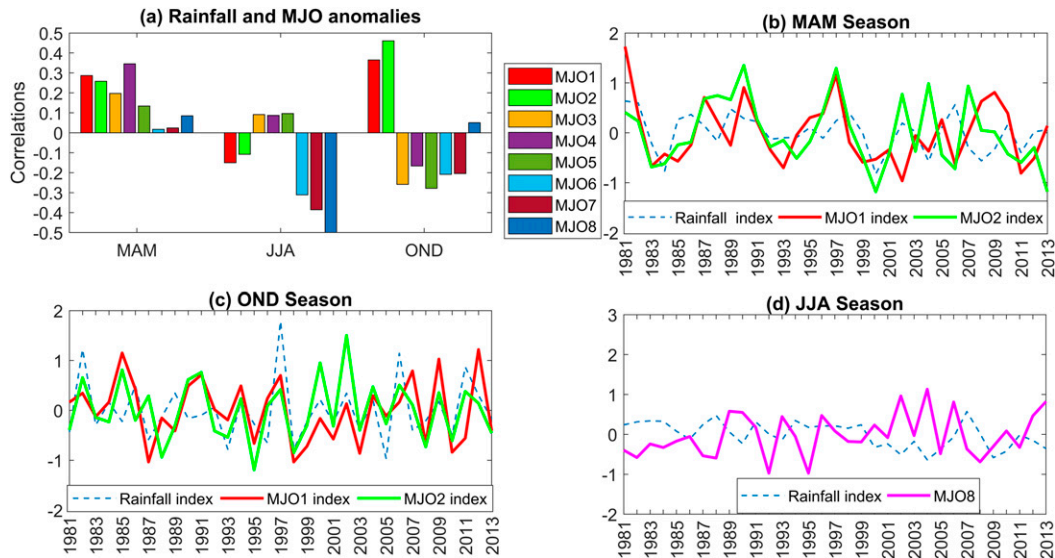 (a) Rainfall and MJO anomalies
Correlations
0.5
0.4
0.3
0.2
0.1
0
-0.1
-0.2
-0.3
-0.4
-0.5
MAM JJA OND
MJO1
MJO2
MJO3
MJO4
MJO5
MJO6
MJO7
MJO8
(b) MAM Season
2
1
0
-1
-2
Rainfall index MJO1 index MJO2 index
1981 1983 1985 1987 1989 1991 1993 1995 1997 1999 2001 2003 2005 2007 2009 2011 2013
(c) OND Season
2
1
0
-1
-2
Rainfall index MJO1 index MJO2 index
1981 1983 1985 1987 1989 1991 1993 1995 1997 1999 2001 2003 2005 2007 2009 2011 2013
(d) JJA Season
3
2
1
0
-1
-2
Rainfall index MJO8
1981 1983 1985 1987 1989 1991 1993 1995 1997 1999 2001 2003 2005 2007 2009 2011 2013